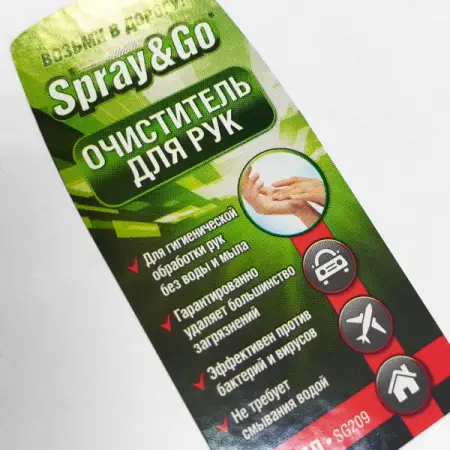 ВОЗЬМИ В ДОРОГУ!
Spray&Go
ОЧИСТИТЕЛЬ
ДЛЯ РУК
Для гигиенической
обработки рук
без воды и мыла
Гарантированно
удаляет большинство
загрязнений
Эффективен против
бактерий и вирусов
Не требует
смывания водой
• SG209